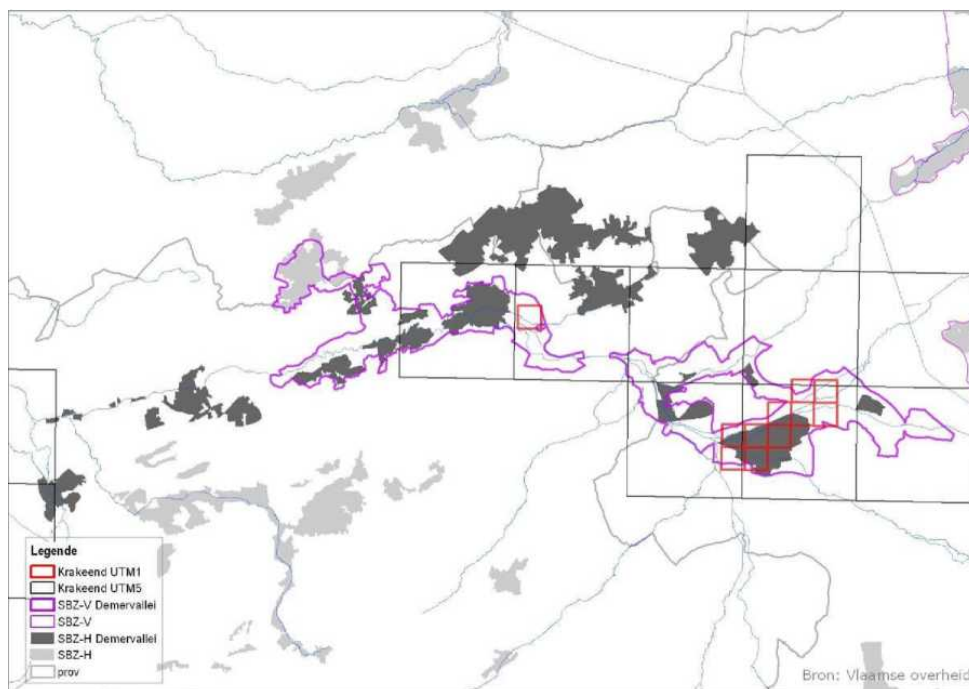 Legende
Krakeend UTM1
Krakeend UTM5
SBZ-V Demervallei
SBZ-V
SBZ-H Demervallei
SBZ-H
prov
Bron: Vlaamse overheid